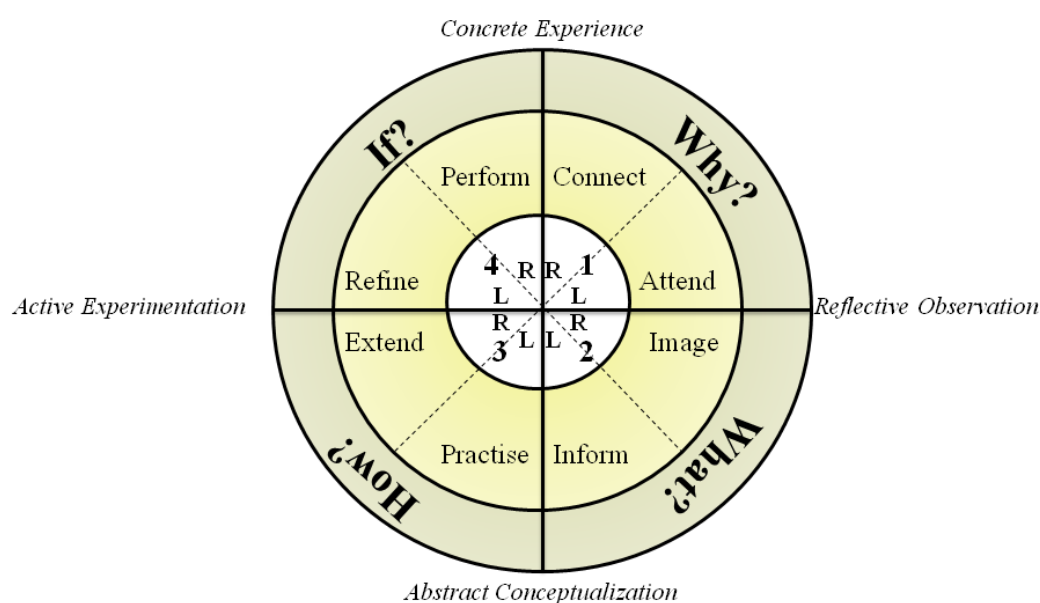 Concrete Experience
If?
Why?
Perform
Connect
4
R
R
1
Refine
L
L
Attend
Active Experimentation
Reflective Observation
Extend
R
R
Image
3
L
L
2
Practise
Inform
How?
What?
Abstract Conceptualization